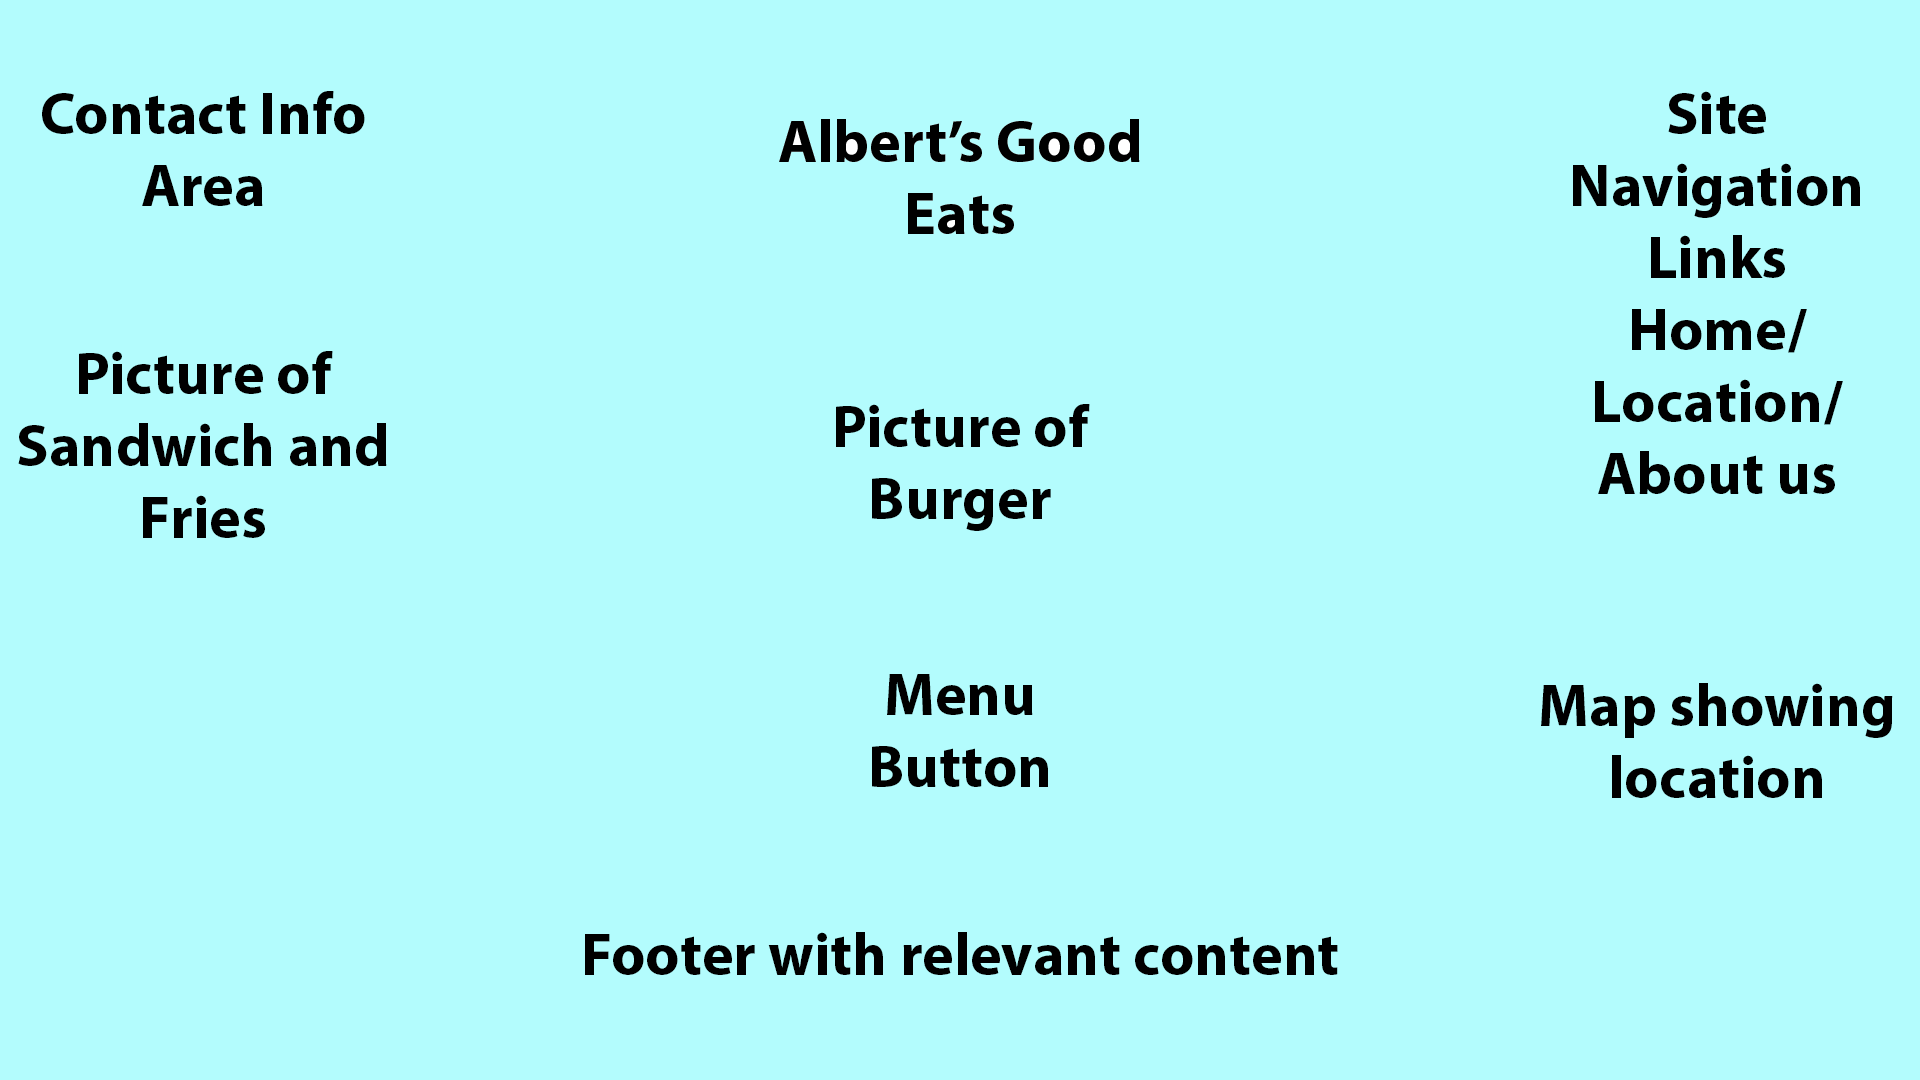 Contact Info
Area
Albert’s Good
Eats
Site
Navigation
Links
Home/
Location/
About us
Picture of
Sandwich and
Fries
Picture of
Burger
Menu
Button
Map showing
location
Footer with relevant content